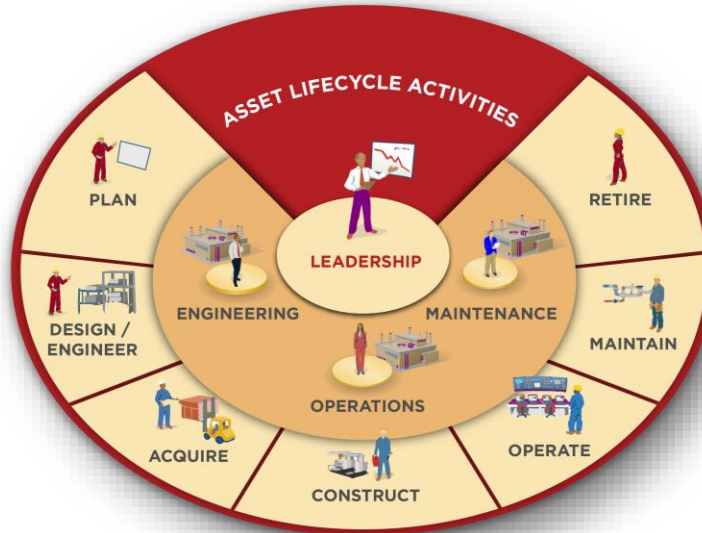 ASSET LIFECYCLE ACTIVITIES
PLAN
RETIRE
LEADERSHIP
ENGINEERING
MAINTENANCE
DESIGN /
ENGINEER
MAINTAIN
OPERATIONS
ACQUIRE
OPERATE
CONSTRUCT